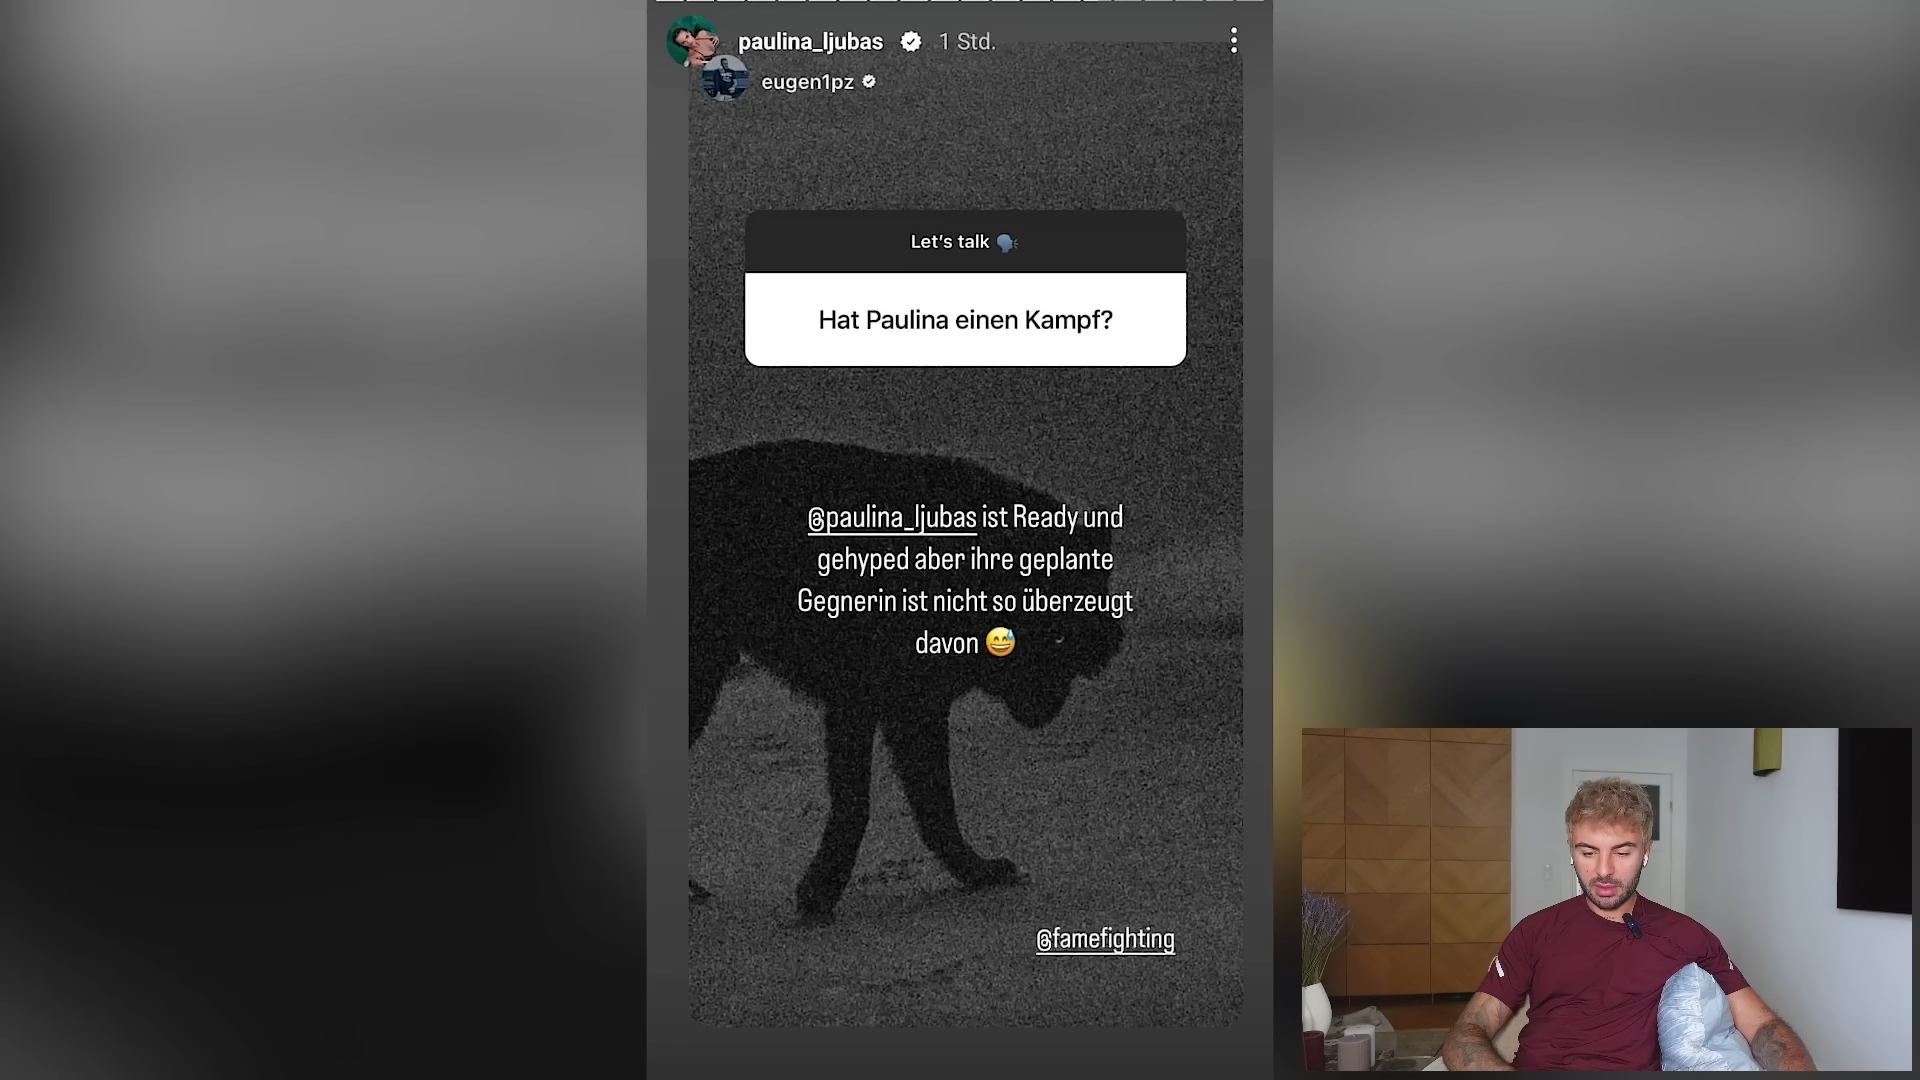 paulina_ljubas 1 Std.
eugen1pz
Let's talk
Hat Paulina einen Kampf?
@paulina_ljubas ist Ready und
gehyped aber ihre geplante
Gegnerin ist nicht so überzeugt
davon 😅
@famefighting